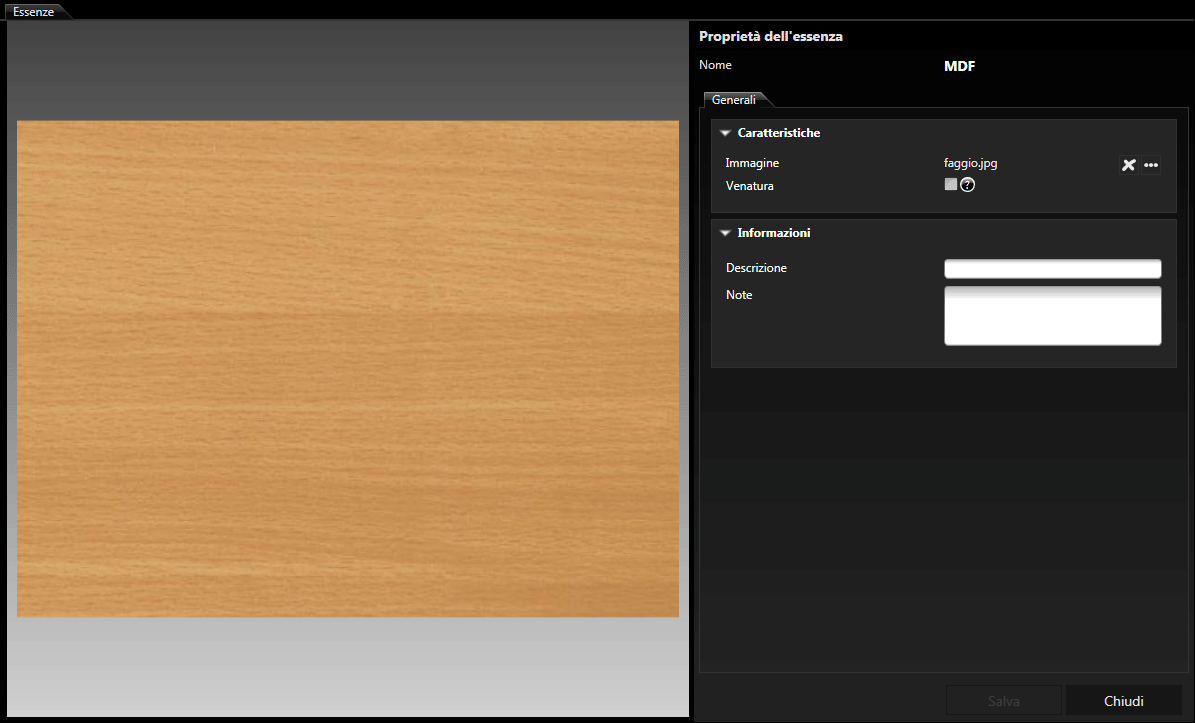 Essenze
Proprietà dell'essenza
Nome MDF
Generali
Caratteristiche
Immagine faggio.jpg
Venatura ?
Informazioni
Descrizione
Note
Salva Chiudi